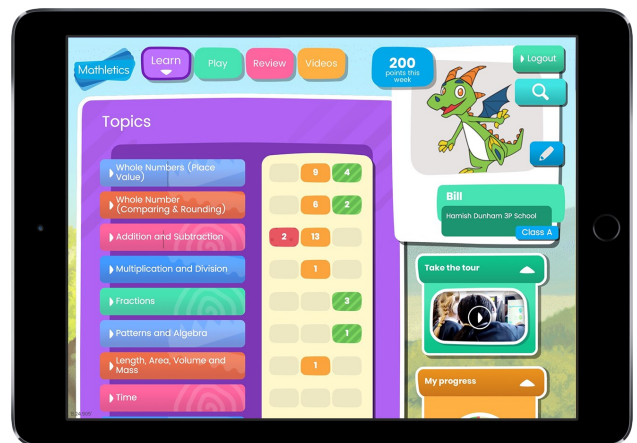 Mathletics
Learn
Play
Review
Videos
200
points this
week
Logout
Topics
Whole Numbers (Place
Value)
9 4
Whole Number
(Comparing & Rounding)
6 2
Addition and Subtraction
2 13
Multiplication and Division
1
Fractions
3
Patterns and Algebra
1
Length, Area, Volume and
Mass
1
Time
Bill
Hamish Dunham 3P School
Class A
Take the tour
My progress